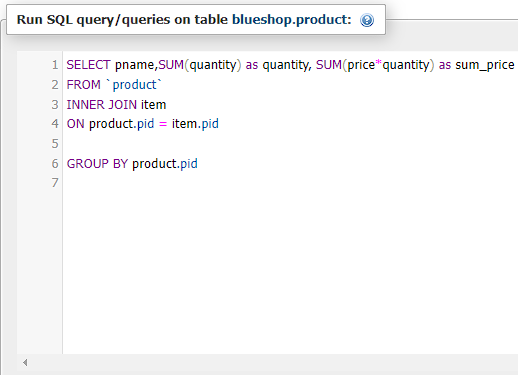 Run SQL query/queries on table blueshop.product:
1 SELECT pname,SUM(quantity) as quantity, SUM(price*quantity) as sum_price
2 FROM `product`
3 INNER JOIN item
4 ON product.pid = item.pid
5
6 GROUP BY product.pid
7